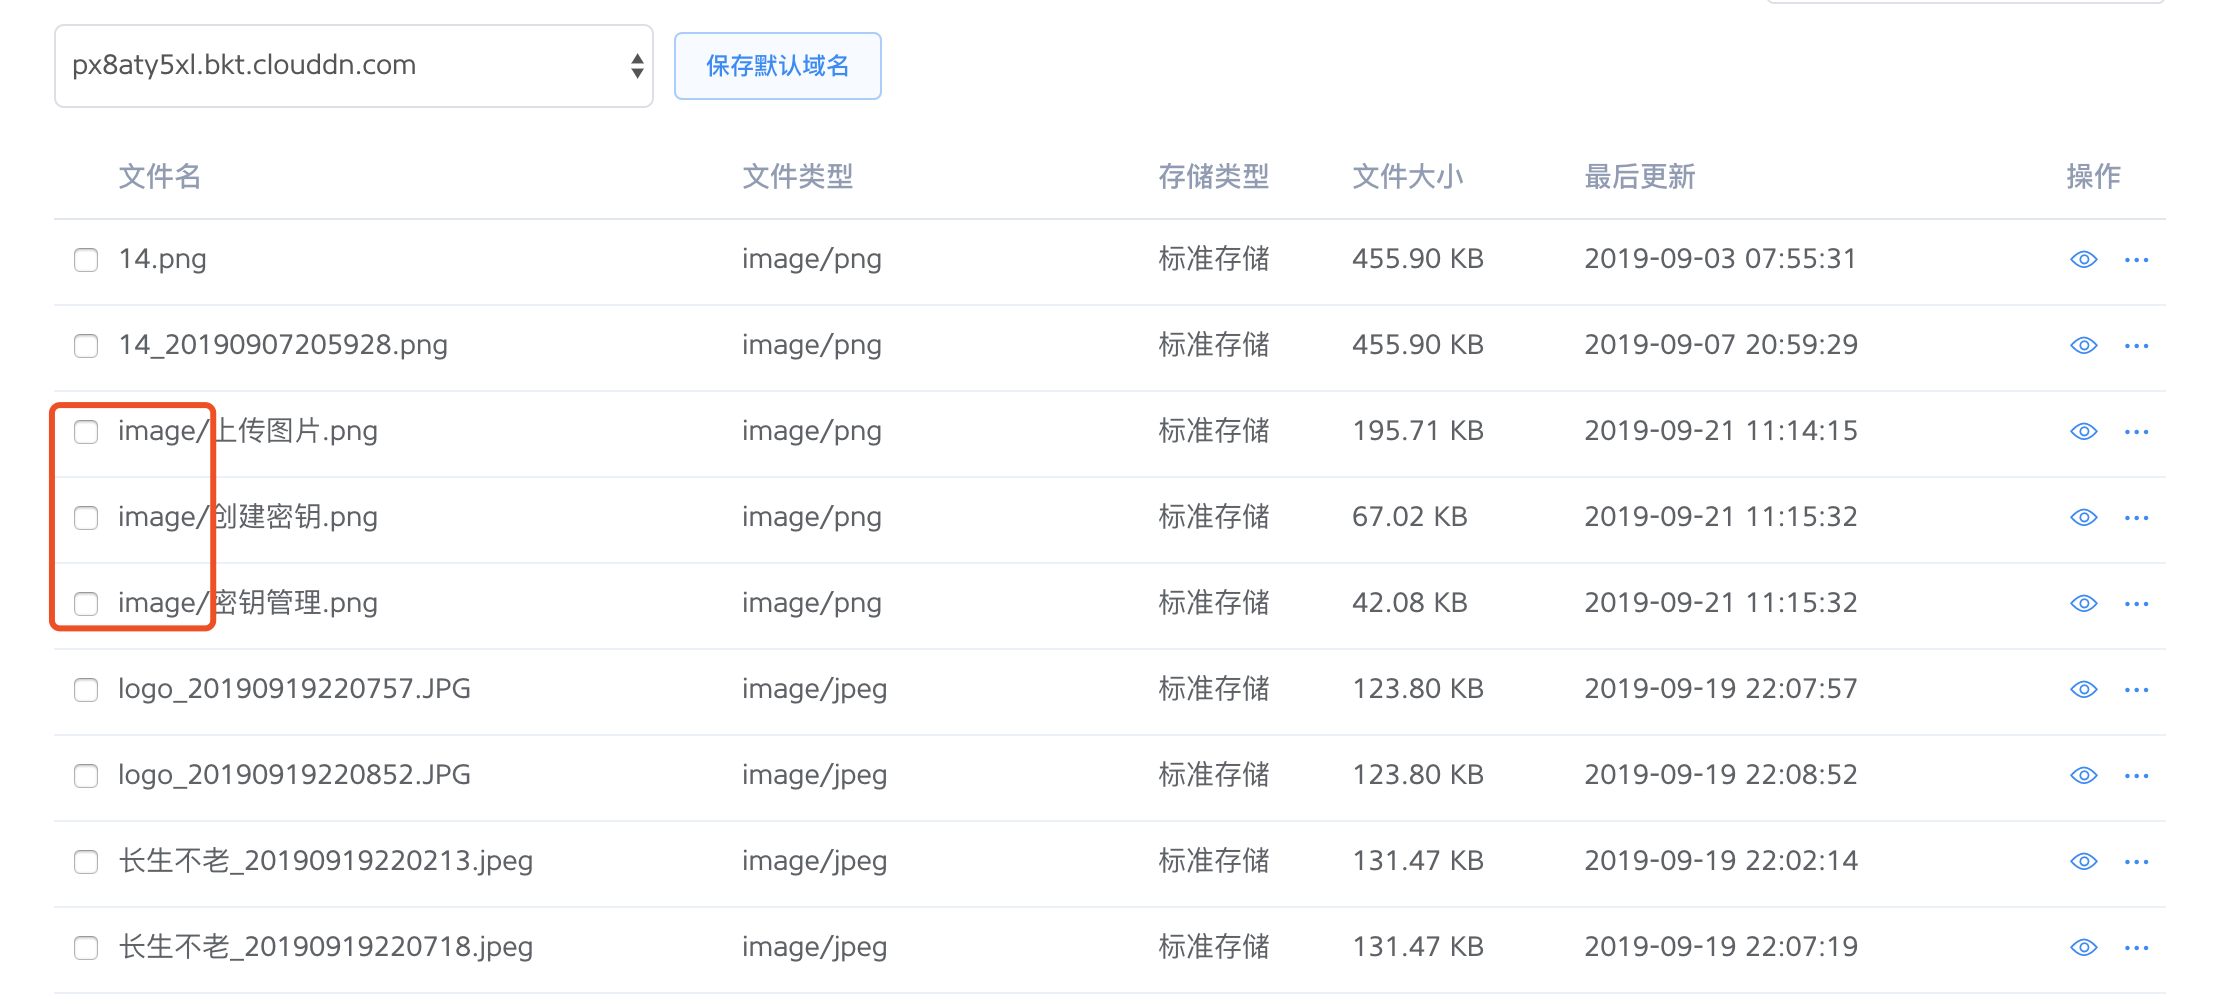 px8aty5xl.bkt.clouddn.com 保存默认域名
文件名 文件类型 存储类型 文件大小 最后更新 操作
14.png image/png 标准存储 455.90 KB 2019-09-03 07:55:31
14_20190907205928.png image/png 标准存储 455.90 KB 2019-09-07 20:59:29
image/上传图片.png image/png 标准存储 195.71 KB 2019-09-21 11:14:15
image/创建密钥.png image/png 标准存储 67.02 KB 2019-09-21 11:15:32
image/密钥管理.png image/png 标准存储 42.08 KB 2019-09-21 11:15:32
logo_20190919220757.JPG image/jpeg 标准存储 123.80 KB 2019-09-19 22:07:57
logo_20190919220852.JPG image/jpeg 标准存储 123.80 KB 2019-09-19 22:08:52
长生不老_20190919220213.jpeg image/jpeg 标准存储 131.47 KB 2019-09-19 22:02:14
长生不老_20190919220718.jpeg image/jpeg 标准存储 131.47 KB 2019-09-19 22:07:19